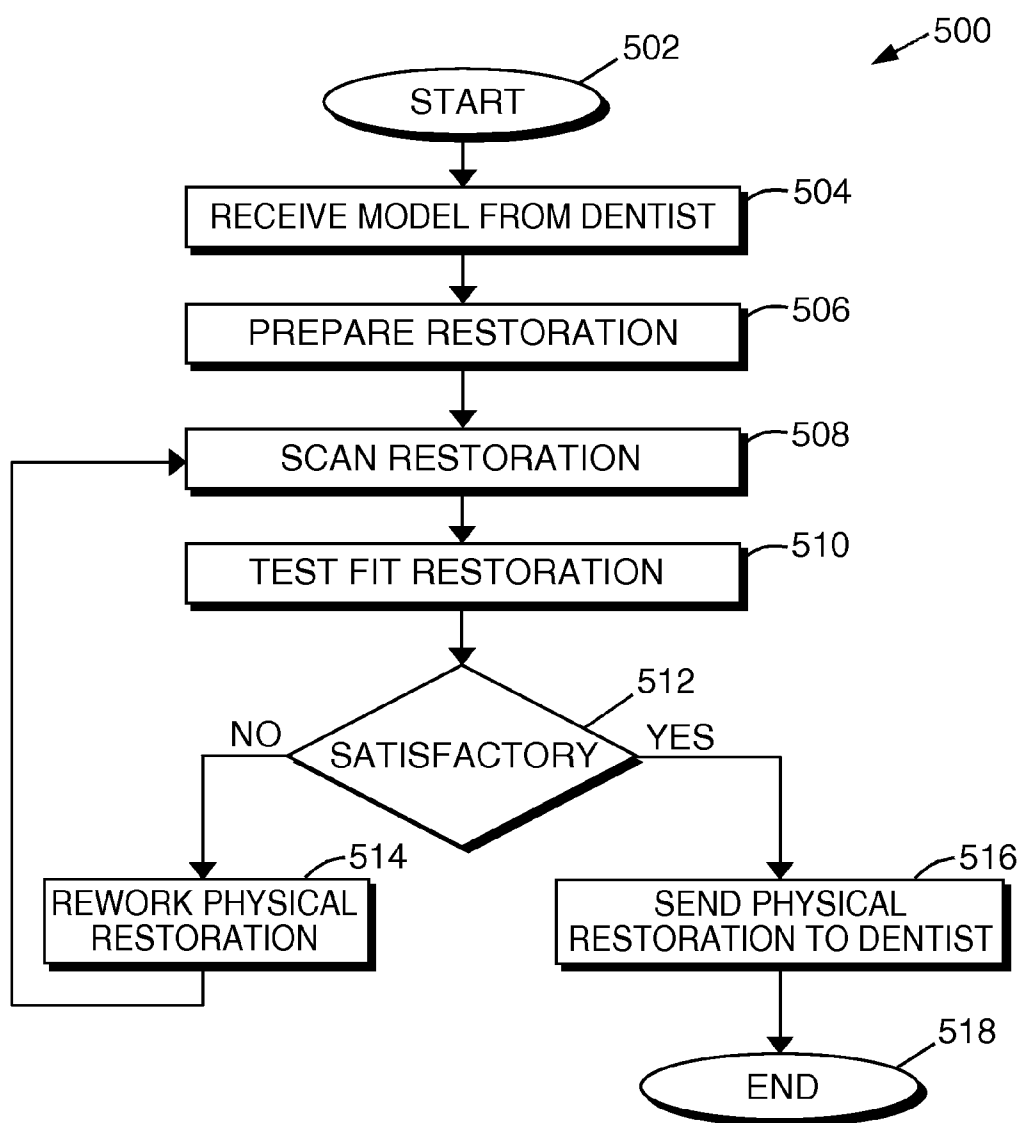 500
502
START
504
RECEIVE MODEL FROM DENTIST
506
PREPARE RESTORATION
508
SCAN RESTORATION
510
TEST FIT RESTORATION
512
NO
SATISFACTORY
YES
514
REWORK PHYSICAL
RESTORATION
516
SEND PHYSICAL
RESTORATION TO DENTIST
518
END